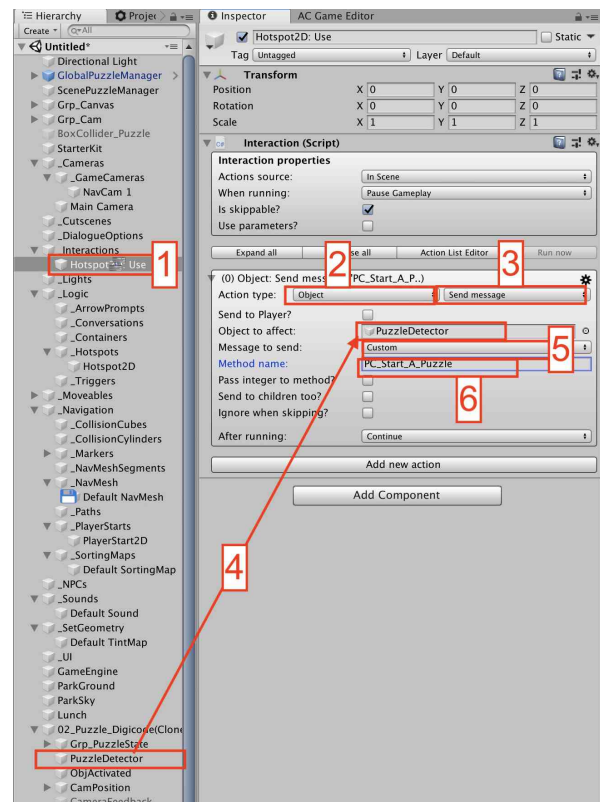 Hierarchy
Projec
Create
All
Untitled*
Directional Light
GlobalPuzzleManager
ScenePuzzleManager
Grp_Canvas
Grp_Cam
BoxCollider_Puzzle
StarterKit
_Cameras
_GameCameras
NavCam 1
Main Camera
_Cutscenes
_DialogueOptions
_Interactions
Use
1
_Lights
_Logic
_ArrowPrompts
_Conversations
_Containers
_Hotspots
Hotspot2D
_Triggers
_Moveables
_Navigation
_CollisionCubes
_CollisionCylinders
_Markers
_NavMeshSegments
_NavMesh
Default NavMesh
_Paths
_PlayerStarts
PlayerStart2D
_SortingMaps
Default SortingMap
_NPCs
_Sounds
Default Sound
_SetGeometry
Default TintMap
_UI
GameEngine
ParkGround
ParkSky
Lunch
02_Puzzle_Digicode(Clone
Grp_PuzzleState
PuzzleDetector
ObjActivated
CamPosition
CameraFeedback
4
Inspector AC Game Editor
Hotspot2D: Use Static
Tag Untagged Layer Default
Transform
Position X 0 Y 0 Z 0
Rotation X 0 Y 0 Z 0
Scale X 1 Y 1 Z 1
Interaction (Script)
Interaction properties
Actions source: In Scene
When running: Pause Gameplay
Is skippable?
Use parameters?
Expand all se all Action List Editor Run now
2 3
(0) Object: Send mess 'PC_Start_A_P..)
Action type: Object Send message
Send to Player?
Object to affect: PuzzleDetector
Message to send: Custom 5
Method name: PC_Start_A_Puzzle
Pass integer to method? 6
Send to children too?
Ignore when skipping?
After running: Continue
Add new action
Add Component